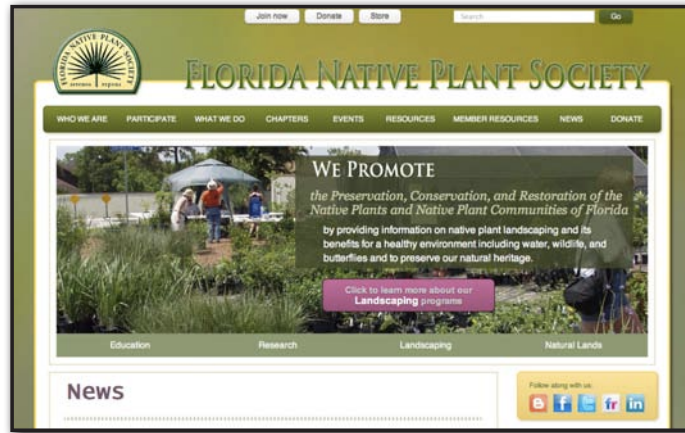 Join now Donate Store Search Go
FLORIDA NATIVE PLANT SOCIETY
FLORIDA NATIVE PLANT SOCIETY
WHO WE ARE PARTICIPATE WHAT WE DO CHAPTERS EVENTS RESOURCES MEMBER RESOURCES NEWS DONATE
WE PROMOTE
the Preservation, Conservation, and Restoration of the
Native Plants and Native Plant Communities of Florida
by providing information on native plant landscaping and its
benefits for a healthy environment including water, wildlife, and
butterflies and to preserve our natural heritage.
Click to learn more about our
Landscaping programs
Education Research Landscaping Natural Lands
News
Follow along with us: